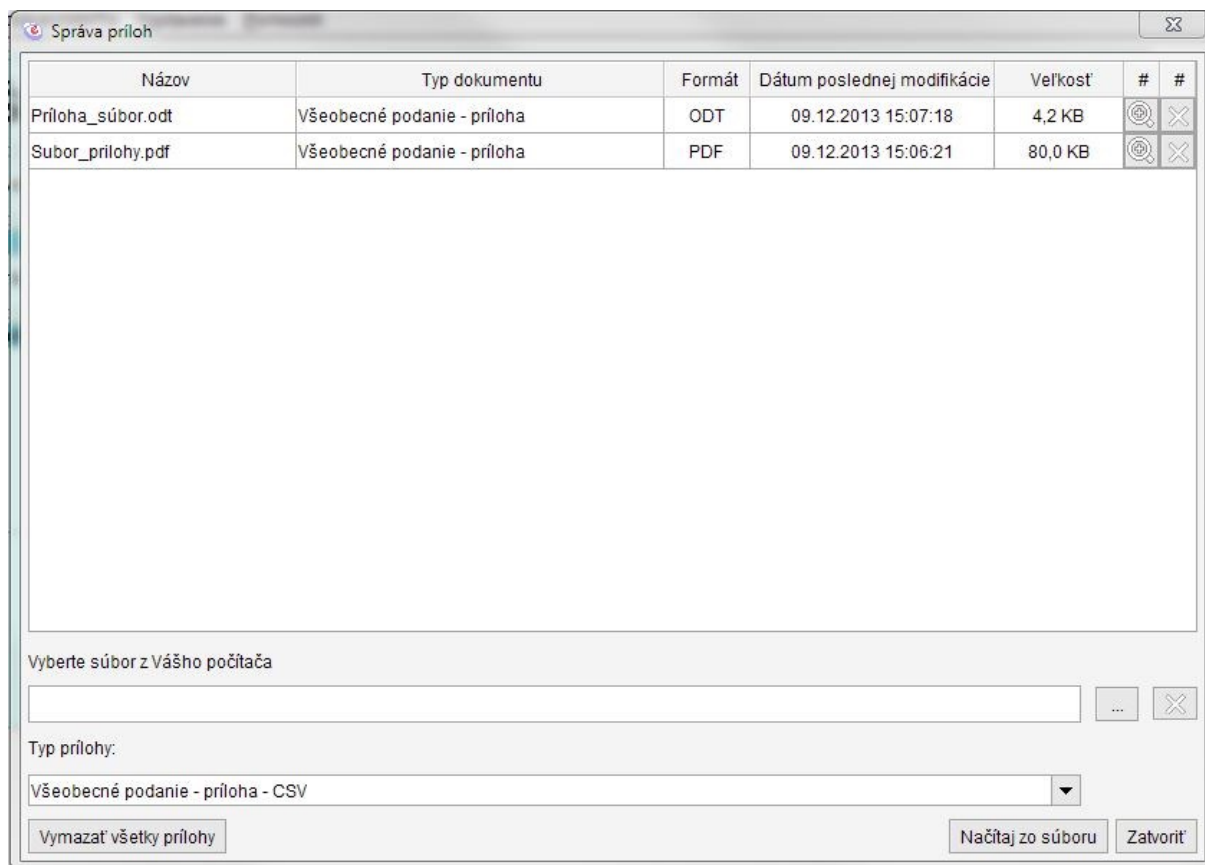 Správa príloh
Názov Typ dokumentu Formát Dátum poslednej modifikácie Veľkosť # #
Príloha_súbor.odt Všeobecné podanie - príloha ODT 09.12.2013 15:07:18 4,2 KB
Subor_prilohy.pdf Všeobecné podanie - príloha PDF 09.12.2013 15:06:21 80,0 KB
Vyberte súbor z Vášho počítača
...
Typ prílohy:
Všeobecné podanie - príloha - CSV
Vymazať všetky prílohy Načítaj zo súboru Zatvoriť